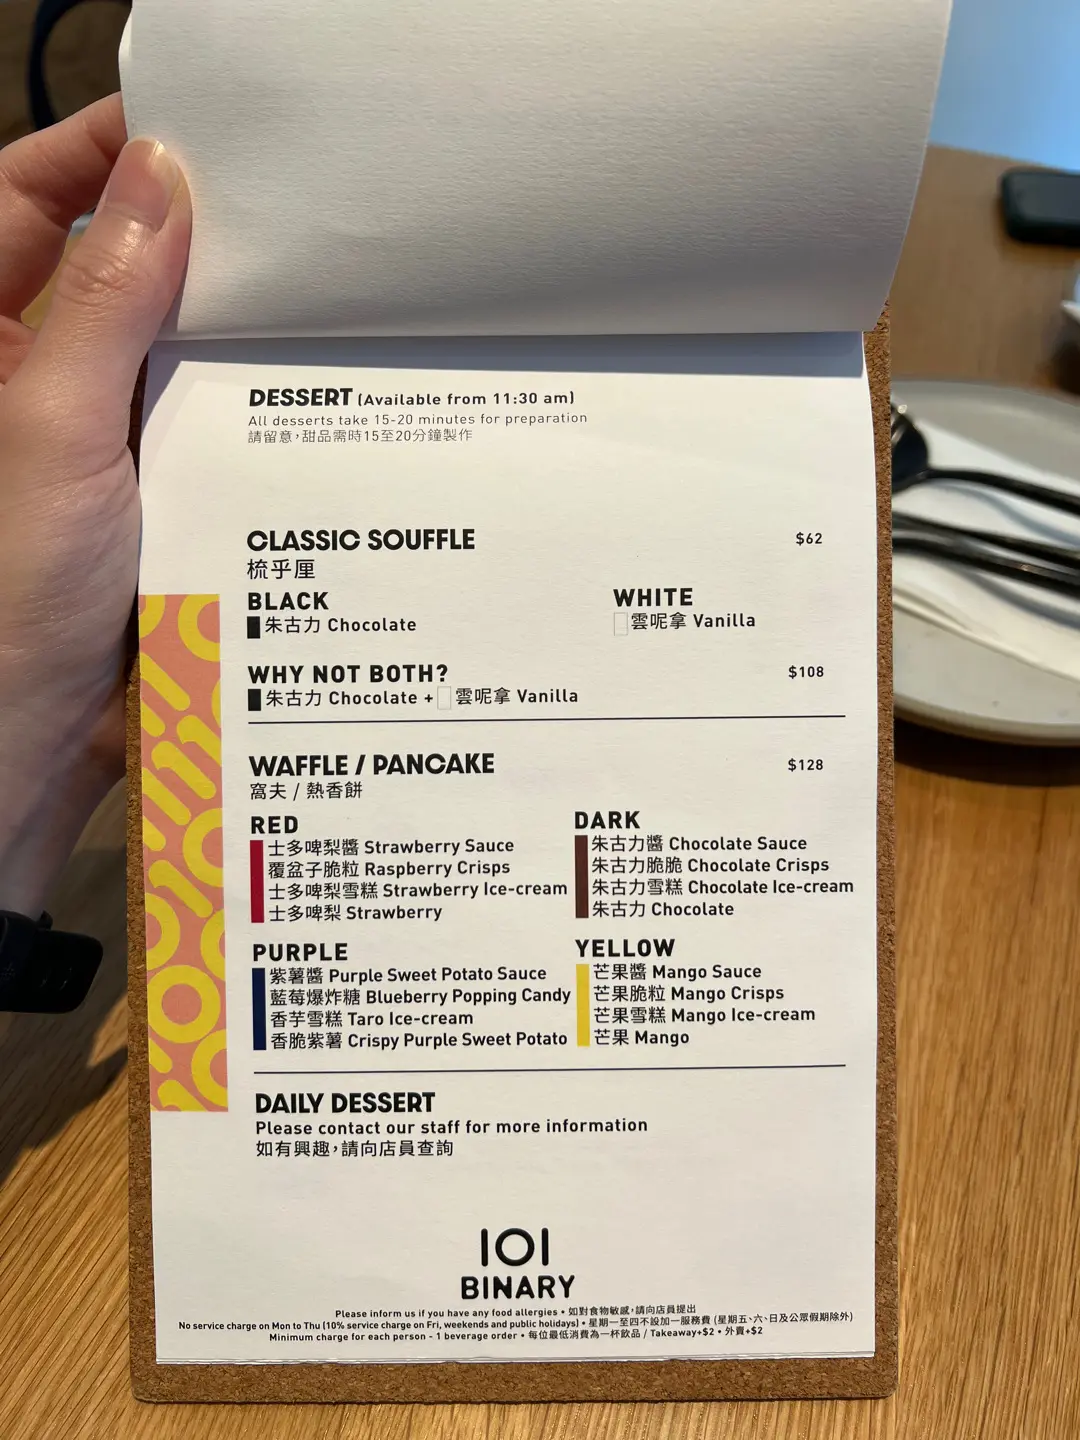 DESSERT (Available from 11:30 am)
All desserts take 15-20 minutes for preparation
請留意，甜品需時15至20分鐘製作
CLASSIC SOUFFLE $62
梳乎厘
BLACK
朱古力 Chocolate
WHITE
雲呢拿 Vanilla
WHY NOT BOTH? $108
朱古力 Chocolate + 雲呢拿 Vanilla
WAFFLE / PANCAKE $128
窩夫 / 熱香餅
RED
士多啤梨醬 Strawberry Sauce
覆盆子脆粒 Raspberry Crisps
士多啤梨雪糕 Strawberry Ice-cream
士多啤梨 Strawberry
DARK
朱古力醬 Chocolate Sauce
朱古力脆脆 Chocolate Crisps
朱古力雪糕 Chocolate Ice-cream
朱古力 Chocolate
PURPLE
紫薯醬 Purple Sweet Potato Sauce
藍莓爆炸糖 Blueberry Popping Candy
香芋雪糕 Taro Ice-cream
香脆紫薯 Crispy Purple Sweet Potato
YELLOW
芒果醬 Mango Sauce
芒果脆粒 Mango Crisps
芒果雪糕 Mango Ice-cream
芒果 Mango
DAILY DESSERT
Please contact our staff for more information
如有興趣，請向店員查詢
101
BINARY
Please inform us if you have any food allergies • 如對食物敏感，請向店員提出
No service charge on Mon to Thu (10% service charge on Fri, weekends and public holidays) • 星期一至四不設加一服務費 (星期五、六、日及公眾假期除外)
Minimum charge for each person - 1 beverage order • 每位最低消費為一杯飲品 / Takeaway+$2 • 外賣+$2